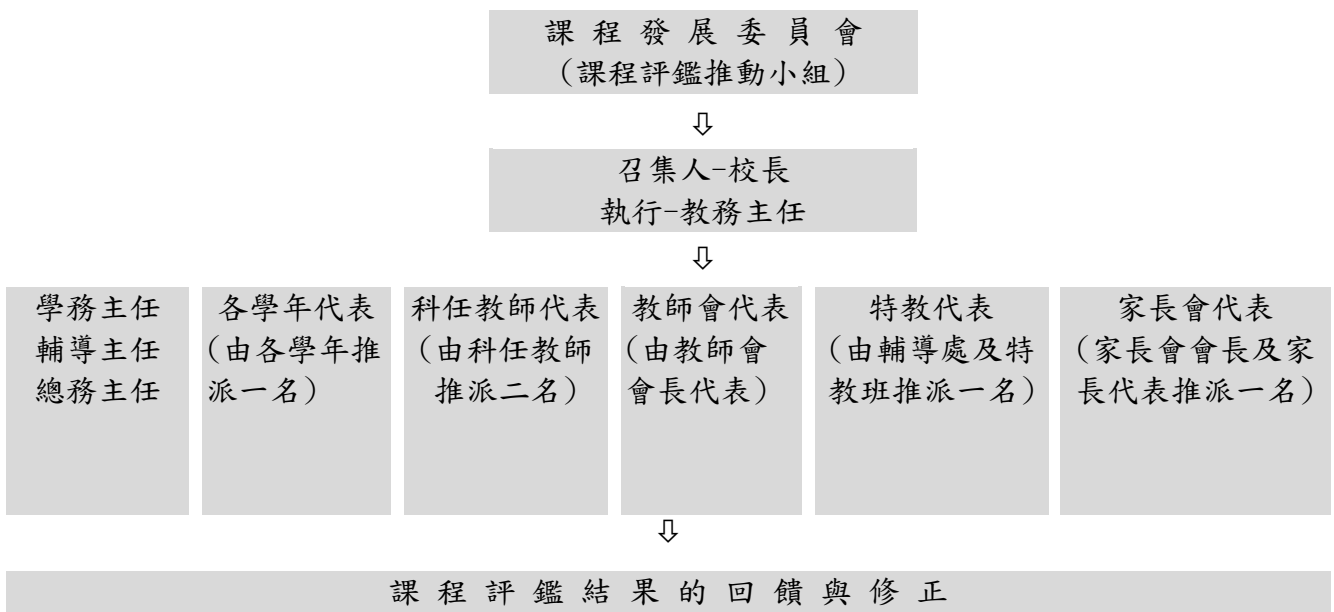 課程發展委員會
(課程評鑑推動小組)
⇩
召集人-校長
執行-教務主任
⇩
學務主任
輔導主任
總務主任
各學年代表
(由各學年推
派一名)
科任教師代表
(由科任教師
推派二名)
教師會代表
(由教師會
會長代表)
特教代表
(由輔導處及特
教班推派一名)
家長會代表
(家長會會長及家
長代表推派一名)
⇩
課程評鑑結果的回饋與修正